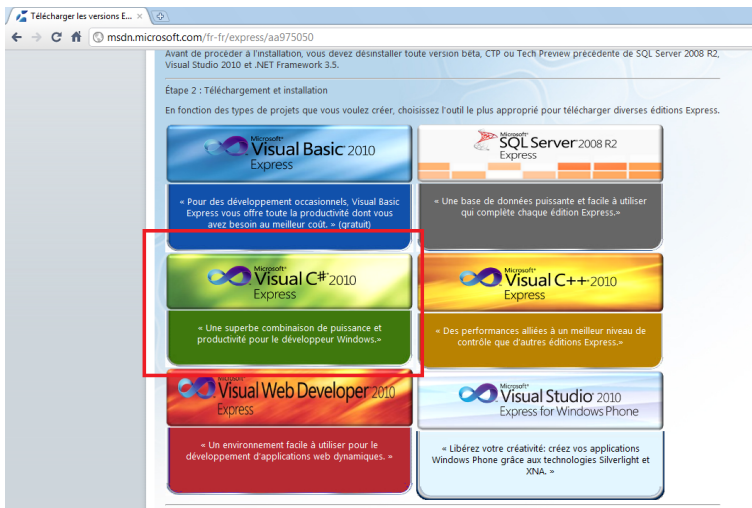 Télécharger les versions E...
msdn.microsoft.com/fr-fr/express/aa975050
Avant de procéder à l'installation, vous devez désinstaller toute version bêta, CTP ou Tech Preview précédente de SQL Server 2008 R2,
Visual Studio 2010 et .NET Framework 3.5.
Étape 2 : Téléchargement et installation
En fonction des types de projets que vous voulez créer, choisissez l'outil le plus approprié pour télécharger diverses éditions Express.
Microsoft®
Visual Basic® 2010
Express
« Pour des développement occasionnels, Visual Basic
Express vous offre toute la productivité dont vous
avez besoin au meilleur coût. » (gratuit)
Microsoft®
SQL Server® 2008 R2
Express
« Une base de données puissante et facile à utiliser
qui complète chaque édition Express.»
Microsoft®
Visual C#® 2010
Express
« Une superbe combinaison de puissance et
productivité pour le développeur Windows.»
Microsoft®
Visual C++® 2010
Express
« Des performances alliées à un meilleur niveau de
contrôle que d'autres éditions Express.»
Microsoft®
Visual Web Developer® 2010
Express
« Un environnement facile à utiliser pour le
développement d'applications web dynamiques. »
Microsoft®
Visual Studio® 2010
Express for Windows Phone
« Libérez votre créativité: créez vos applications
Windows Phone grâce aux technologies Silverlight et
XNA. »